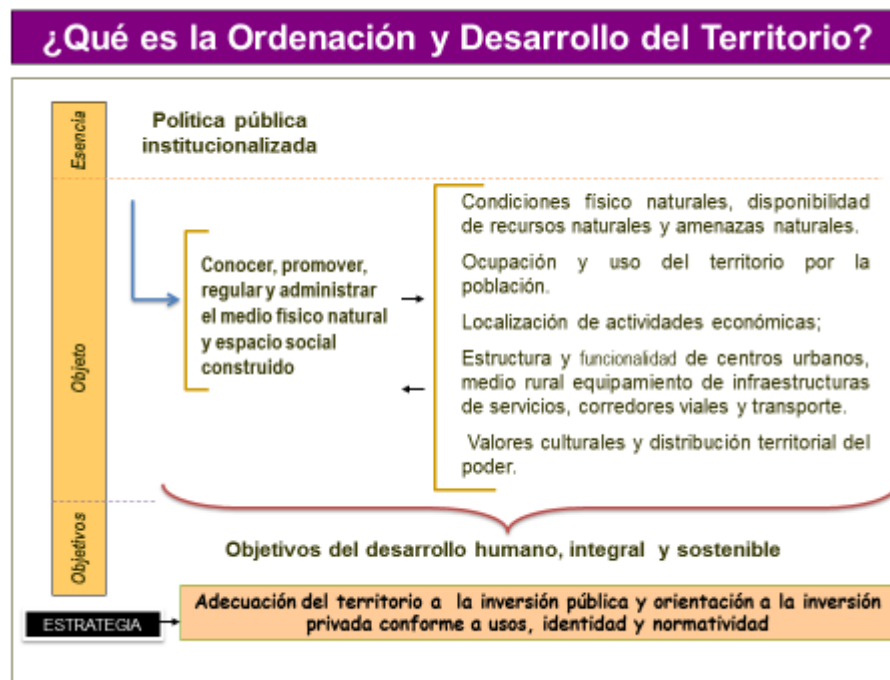 ¿Qué es la Ordenación y Desarrollo del Territorio?
Esencia
Política pública
institucionalizada
Objeto
Conocer, promover,
regular y administrar
el medio físico natural
y espacio social
construido
Condiciones físico naturales, disponibilidad
de recursos naturales y amenazas naturales.
Ocupación y uso del territorio por la
población.
Localización de actividades económicas;
Estructura y funcionalidad de centros urbanos,
medio rural equipamiento de infraestructuras
de servicios, corredores viales y transporte.
Valores culturales y distribución territorial del
poder.
Objetivos
Objetivos del desarrollo humano, integral y sostenible
ESTRATEGIA
Adecuación del territorio a la inversión pública y orientación a la inversión
privada conforme a usos, identidad y normatividad